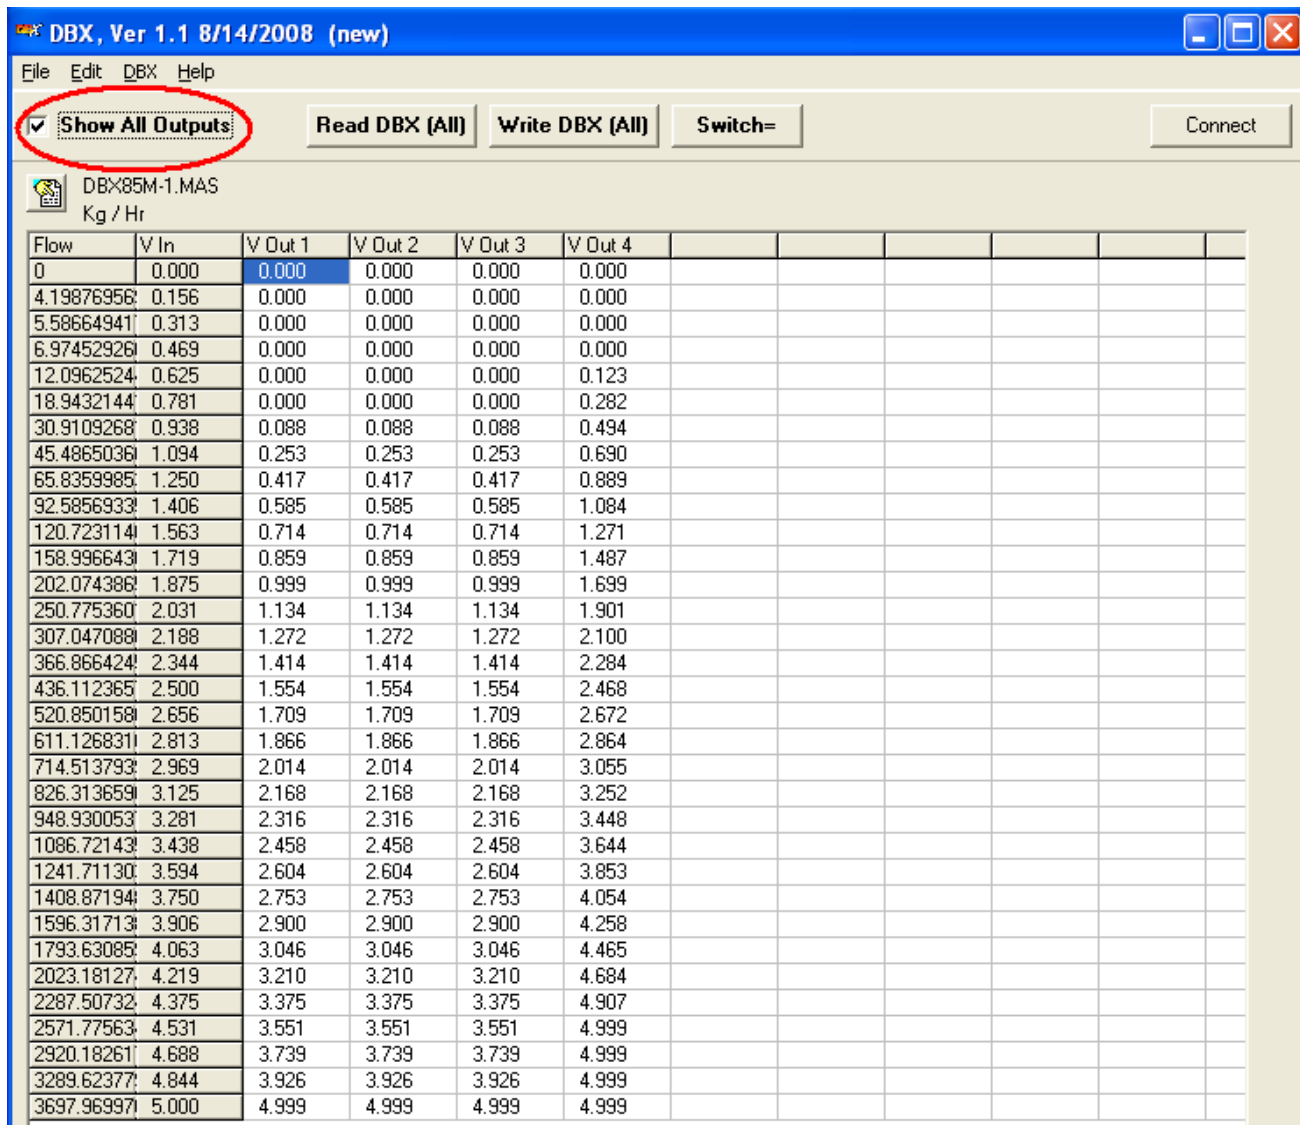 DBX, Ver 1.1 8/14/2008 (new)
File Edit DBX Help
Show All Outputs Read DBX (All) Write DBX (All) Switch= Connect
DBX85M-1.MAS
Kg / Hr
Flow V In V Out 1 V Out 2 V Out 3 V Out 4
0 0.000 0.000 0.000 0.000 0.000
4.19876956 0.156 0.000 0.000 0.000 0.000
5.58664941 0.313 0.000 0.000 0.000 0.000
6.97452926 0.469 0.000 0.000 0.000 0.000
12.0962524 0.625 0.000 0.000 0.000 0.123
18.9432144 0.781 0.000 0.000 0.000 0.282
30.9109268 0.938 0.088 0.088 0.088 0.494
45.4865036 1.094 0.253 0.253 0.253 0.690
65.8359985 1.250 0.417 0.417 0.417 0.889
92.5856933 1.406 0.585 0.585 0.585 1.084
120.723114 1.563 0.714 0.714 0.714 1.271
158.996643 1.719 0.859 0.859 0.859 1.487
202.074386 1.875 0.999 0.999 0.999 1.699
250.775360 2.031 1.134 1.134 1.134 1.901
307.047088 2.188 1.272 1.272 1.272 2.100
366.866424 2.344 1.414 1.414 1.414 2.284
436.112365 2.500 1.554 1.554 1.554 2.468
520.850158 2.656 1.709 1.709 1.709 2.672
611.126831 2.813 1.866 1.866 1.866 2.864
714.513793 2.969 2.014 2.014 2.014 3.055
826.313659 3.125 2.168 2.168 2.168 3.252
948.930053 3.281 2.316 2.316 2.316 3.448
1086.72143 3.438 2.458 2.458 2.458 3.644
1241.71130 3.594 2.604 2.604 2.604 3.853
1408.87194 3.750 2.753 2.753 2.753 4.054
1596.31713 3.906 2.900 2.900 2.900 4.258
1793.63085 4.063 3.046 3.046 3.046 4.465
2023.18127 4.219 3.210 3.210 3.210 4.684
2287.50732 4.375 3.375 3.375 3.375 4.907
2571.77563 4.531 3.551 3.551 3.551 4.999
2920.18261 4.688 3.739 3.739 3.739 4.999
3289.62377 4.844 3.926 3.926 3.926 4.999
3697.96997 5.000 4.999 4.999 4.999 4.999